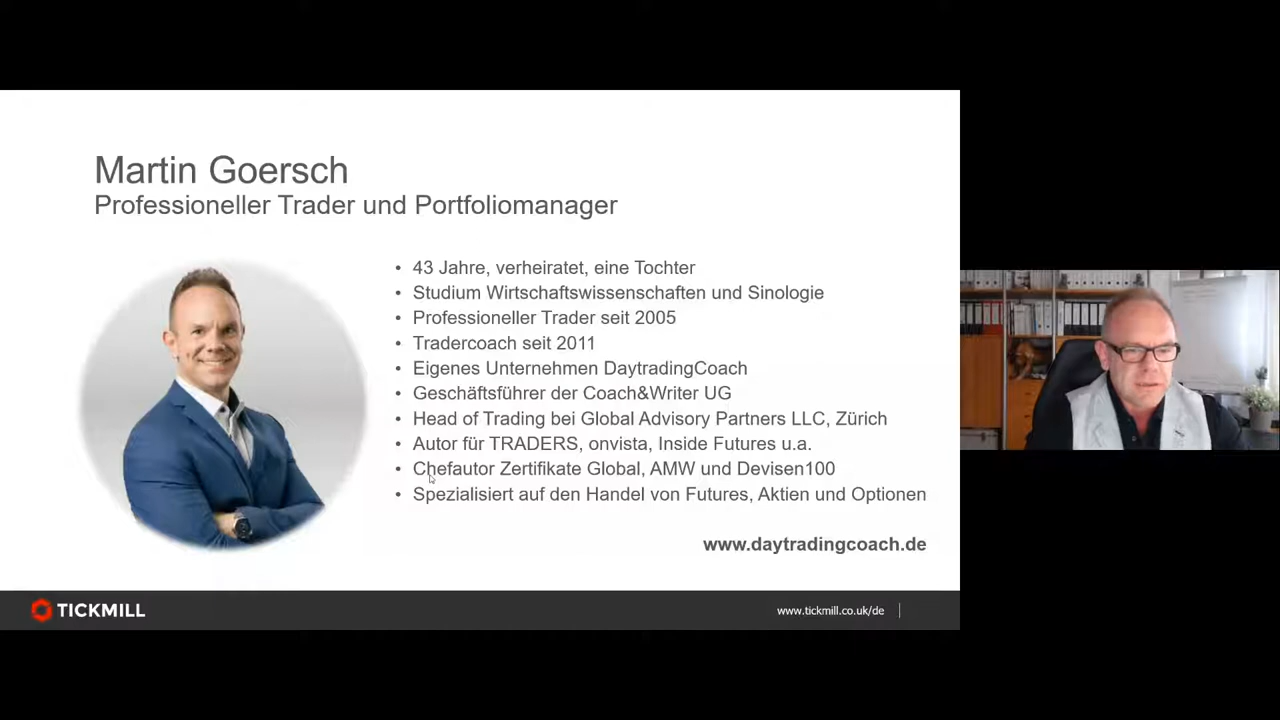 Martin Goersch
Professioneller Trader und Portfoliomanager
• 43 Jahre, verheiratet, eine Tochter
• Studium Wirtschaftswissenschaften und Sinologie
• Professioneller Trader seit 2005
• Tradercoach seit 2011
• Eigenes Unternehmen DaytradingCoach
• Geschäftsführer der Coach&Writer UG
• Head of Trading bei Global Advisory Partners LLC, Zürich
• Autor für TRADERS, onvista, Inside Futures u.a.
• Chefautor Zertifikate Global, AMW und Devisen100
• Spezialisiert auf den Handel von Futures, Aktien und Optionen
www.daytradingcoach.de
TICKMILL
www.tickmill.co.uk/de